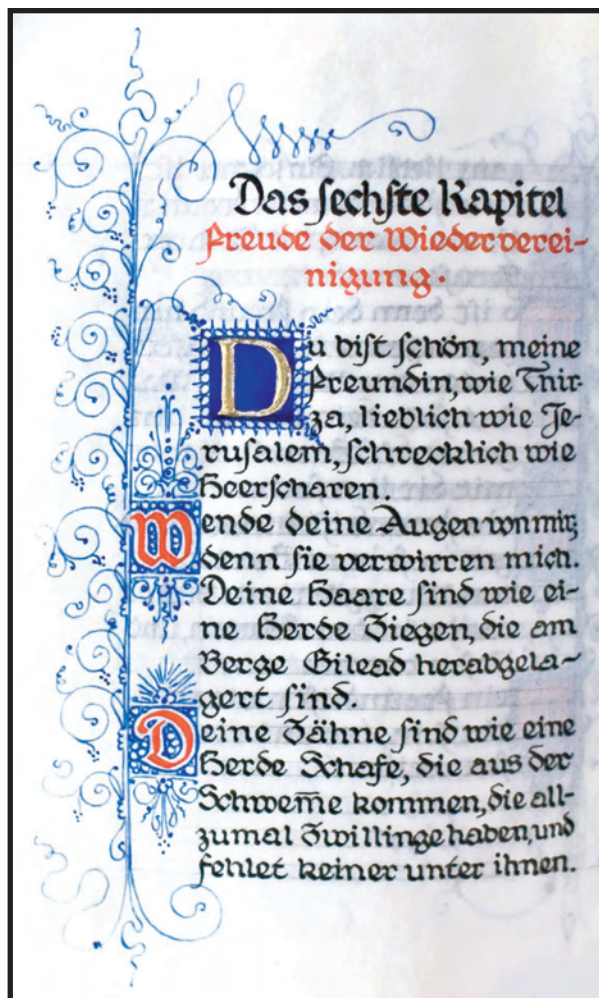 Das sechste Kapitel
Freude der Wiederverei-
nigung.
Du bist schön, meine
Freundin, wie Thir-
za, lieblich wie Je-
rusalem, schrecklich wie
Heerscharen.
Wende deine Augen von mir;
denn sie verwirren mich.
Deine Haare sind wie ei-
ne Herde Ziegen, die am
Berge Gilead herabgela-
gert sind.
Deine Zähne sind wie eine
Herde Schafe, die aus der
Schwem̅e kommen, die all-
zumal Zwillinge haben, und
fehlet keiner unter ihnen.